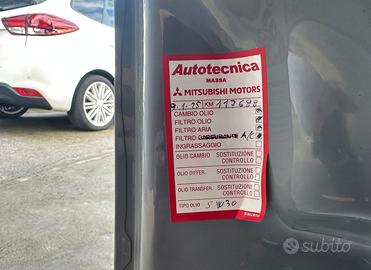 Autotecnica
MASSA
MITSUBISHI MOTORS
9.1.25 KM 117698
CAMBIO OLIO
FILTRO OLIO
FILTRO ARIA
FILTRO CARBURANTE A/C
INGRASSAGGIO
OLIO CAMBIO SOSTITUZIONE
CONTROLLO
OLIO DIFFER. SOSTITUZIONE
CONTROLLO
OLIO TRANSFER. SOSTITUZIONE
CONTROLLO
TIPO OLIO 5W30
subito